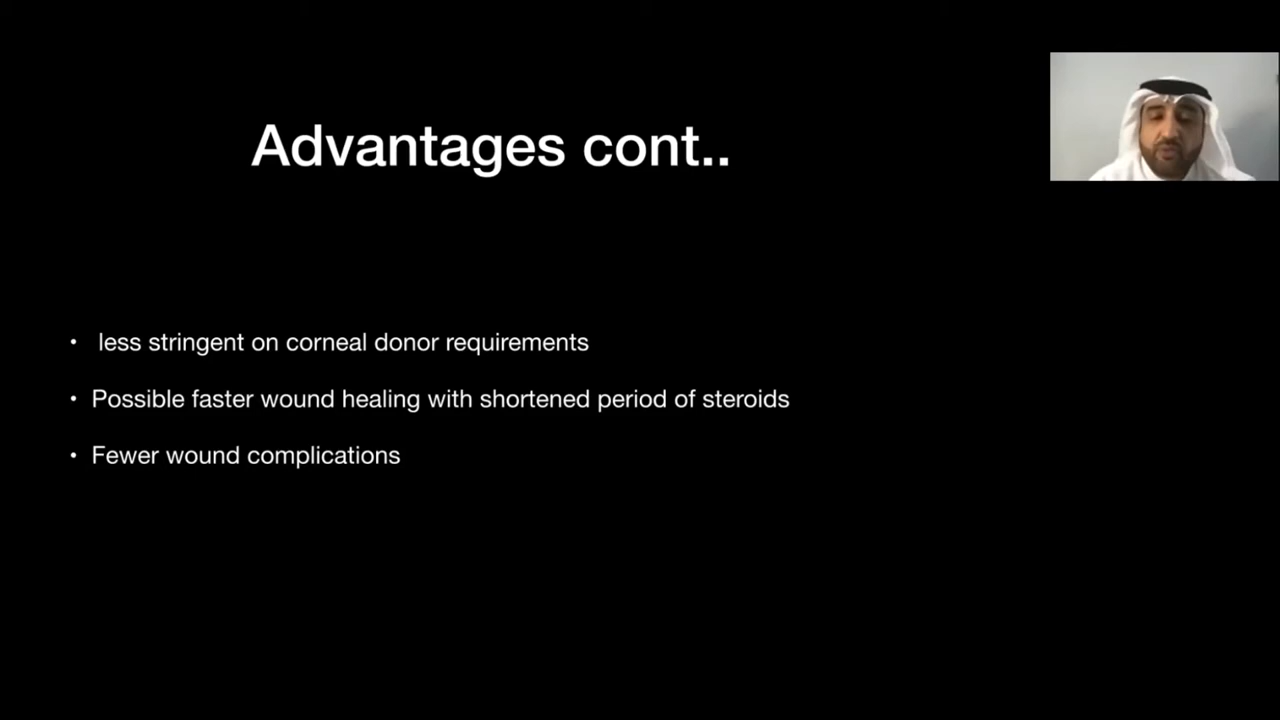 Advantages cont..
• less stringent on corneal donor requirements
• Possible faster wound healing with shortened period of steroids
• Fewer wound complications